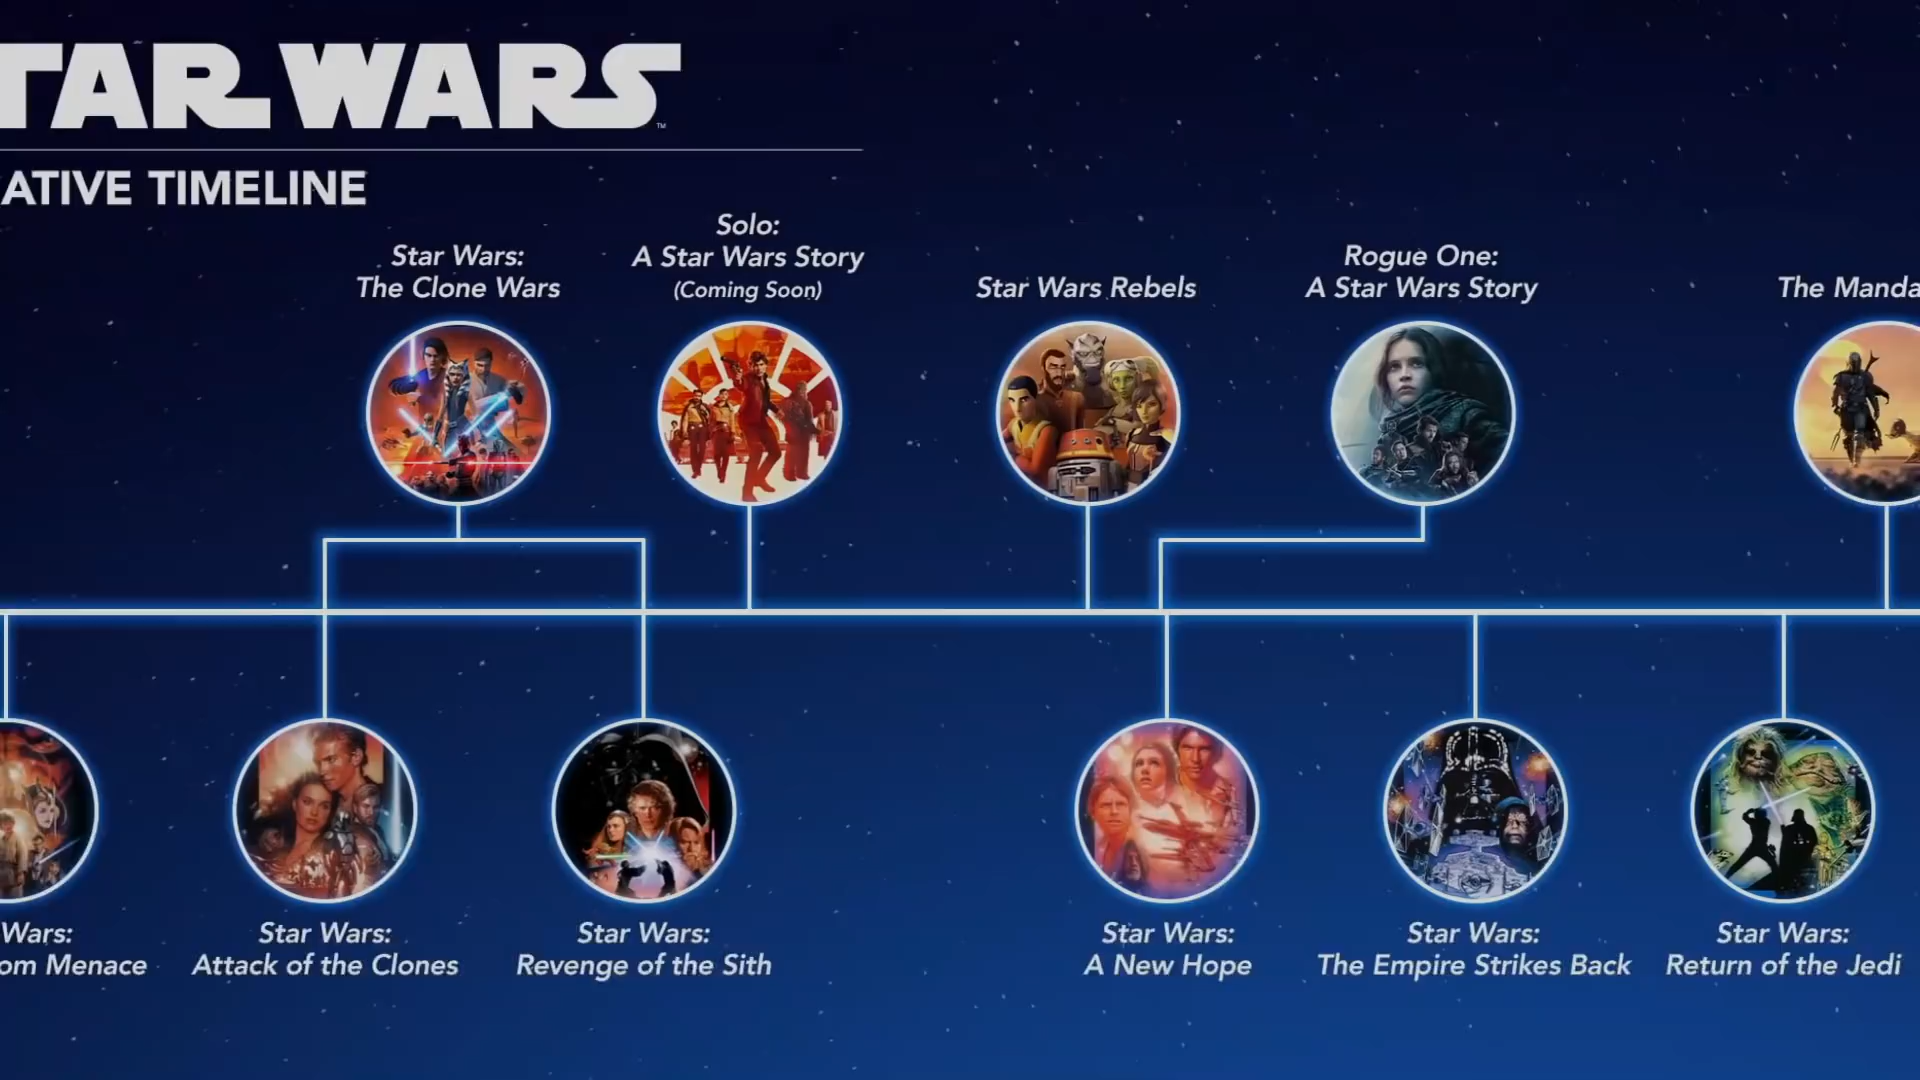 TAR WARS
™
ATIVE TIMELINE
Star Wars:
The Clone Wars
Solo:
A Star Wars Story
(Coming Soon)
Star Wars Rebels
Rogue One:
A Star Wars Story
The Manda
Wars:
om Menace
Star Wars:
Attack of the Clones
Star Wars:
Revenge of the Sith
Star Wars:
A New Hope
Star Wars:
The Empire Strikes Back
Star Wars:
Return of the Jedi